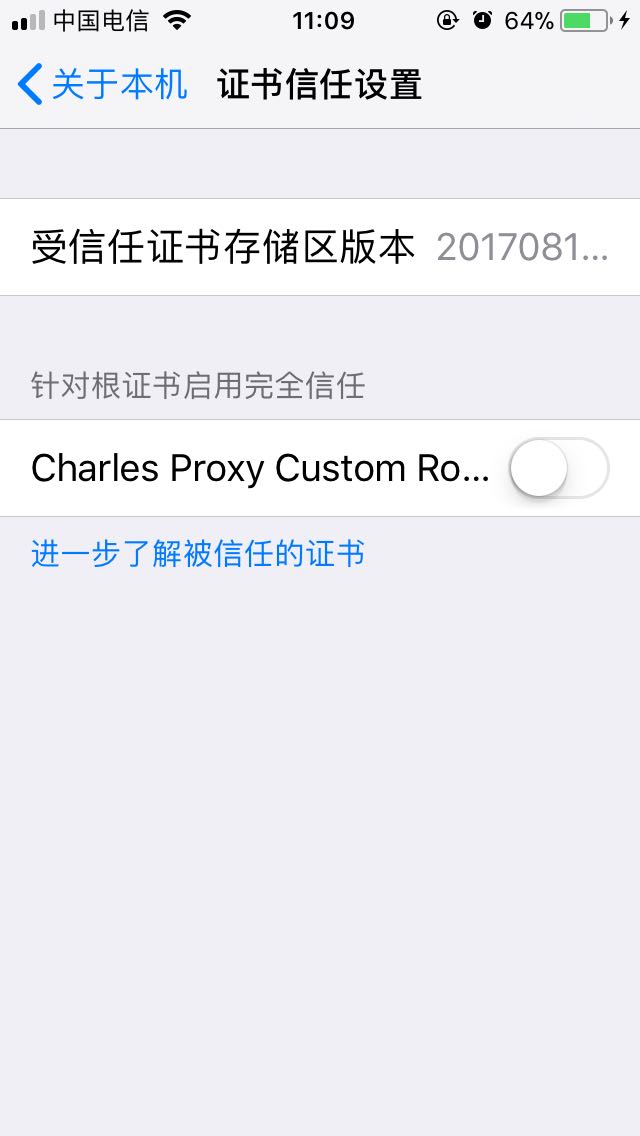 中国电信 11:09 64%
关于本机 证书信任设置
受信任证书存储区版本 2017081...
针对根证书启用完全信任
Charles Proxy Custom Ro...
进一步了解被信任的证书